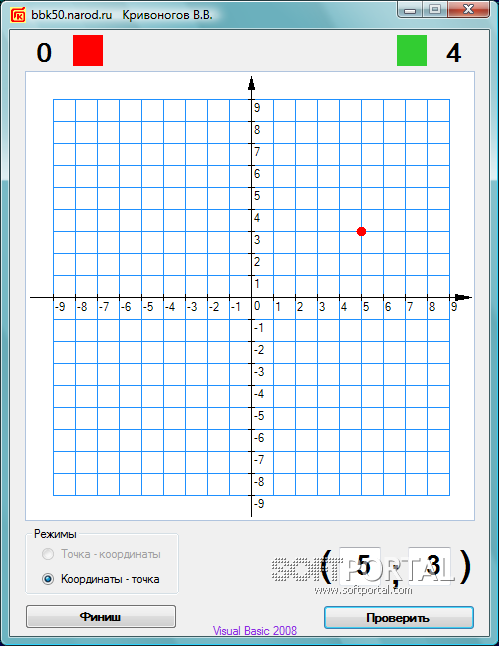 bbk50.narod.ru Кривоногов В.В.
0 4
9
8
7
6
5
4
3
2
1
-9 -8 -7 -6 -5 -4 -3 -2 -1 0 1 2 3 4 5 6 7 8 9
-1
-2
-3
-4
-5
-6
-7
-8
-9
Режимы
Точка - координаты
Координаты - точка
( 5 ; 3 )
SOFTPORTAL
www.softportal.com
Финиш
Проверить
Visual Basic 2008